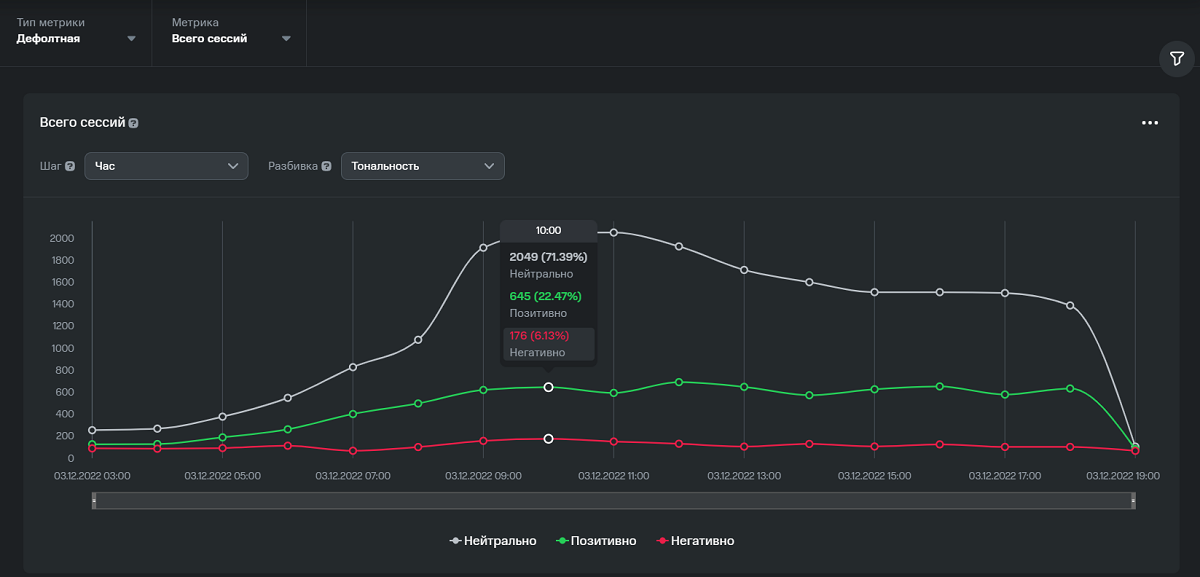 Тип метрики
Дефолтная
Метрика
Всего сессий
Всего сессий ?
Шаг ? Час Разбивка ? Тональность
2000
1800
1600
1400
1200
1000
800
600
400
200
0
10:00
2049 (71.39%)
Нейтрально
645 (22.47%)
Позитивно
176 (6.13%)
Негативно
03.12.2022 03:00 03.12.2022 05:00 03.12.2022 07:00 03.12.2022 09:00 03.12.2022 11:00 03.12.2022 13:00 03.12.2022 15:00 03.12.2022 17:00 03.12.2022 19:00
Нейтрально Позитивно Негативно